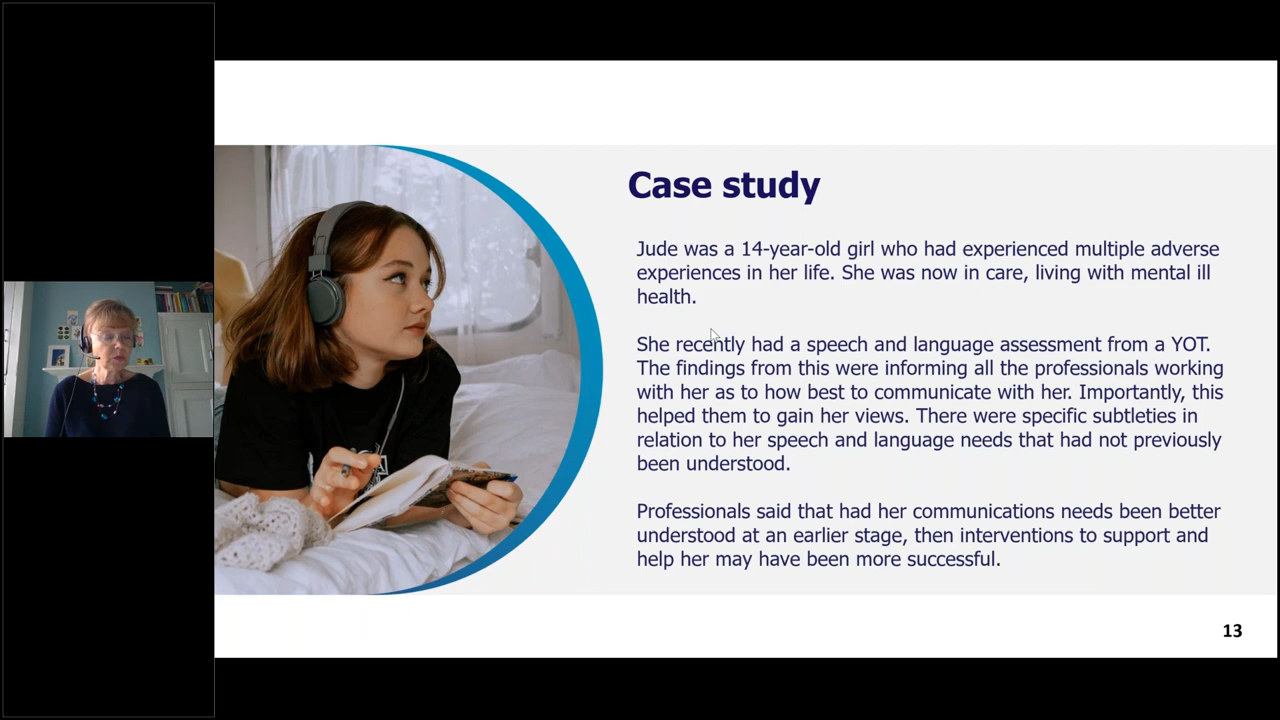 Case study
Jude was a 14-year-old girl who had experienced multiple adverse
experiences in her life. She was now in care, living with mental ill
health.
She recently had a speech and language assessment from a YOT.
The findings from this were informing all the professionals working
with her as to how best to communicate with her. Importantly, this
helped them to gain her views. There were specific subtleties in
relation to her speech and language needs that had not previously
been understood.
Professionals said that had her communications needs been better
understood at an earlier stage, then interventions to support and
help her may have been more successful.
13